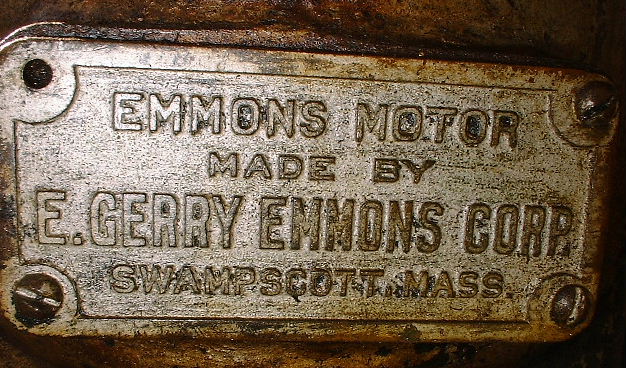 EMMONS MOTOR
MADE BY
E. GERRY EMMONS CORP.
SWAMPSCOTT. MASS.